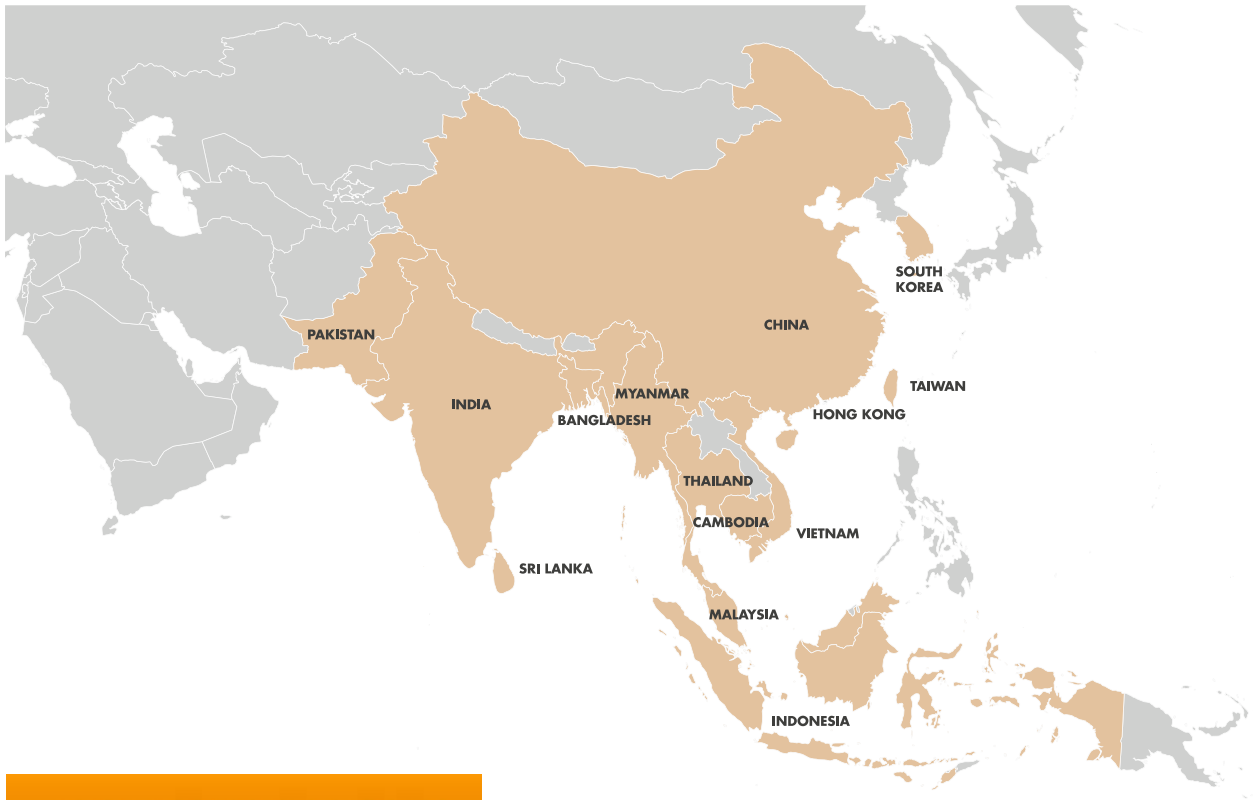 SOUTH
KOREA
CHINA
PAKISTAN
TAIWAN
MYANMAR
INDIA
HONG KONG
BANGLADESH
THAILAND
CAMBODIA
VIETNAM
SRI LANKA
MALAYSIA
INDONESIA